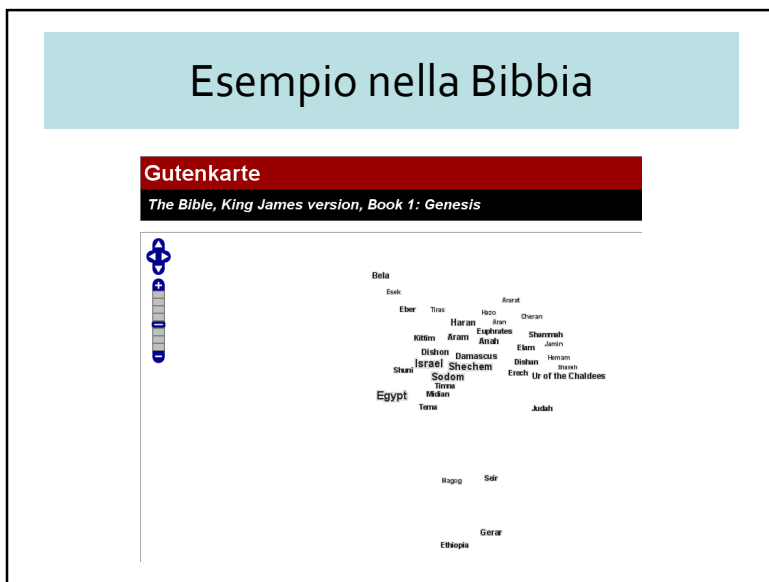 Esempio nella Bibbia
Gutenkarte
The Bible, King James version, Book 1: Genesis
Bela
Esek
Ararat
Eber
Tiras
Hazo
Cheran
Haran
Aran
Euphrates
Kittim
Aram
Anah
Shammah
Elam
Jamin
Dishon
Damascus
Hemam
Israel
Shechem
Dishan
Shaveh
Shuni
Sodom
Erech
Ur of the Chaldees
Timna
Egypt
Midian
Tema
Judah
Magog
Seir
Gerar
Ethiopia